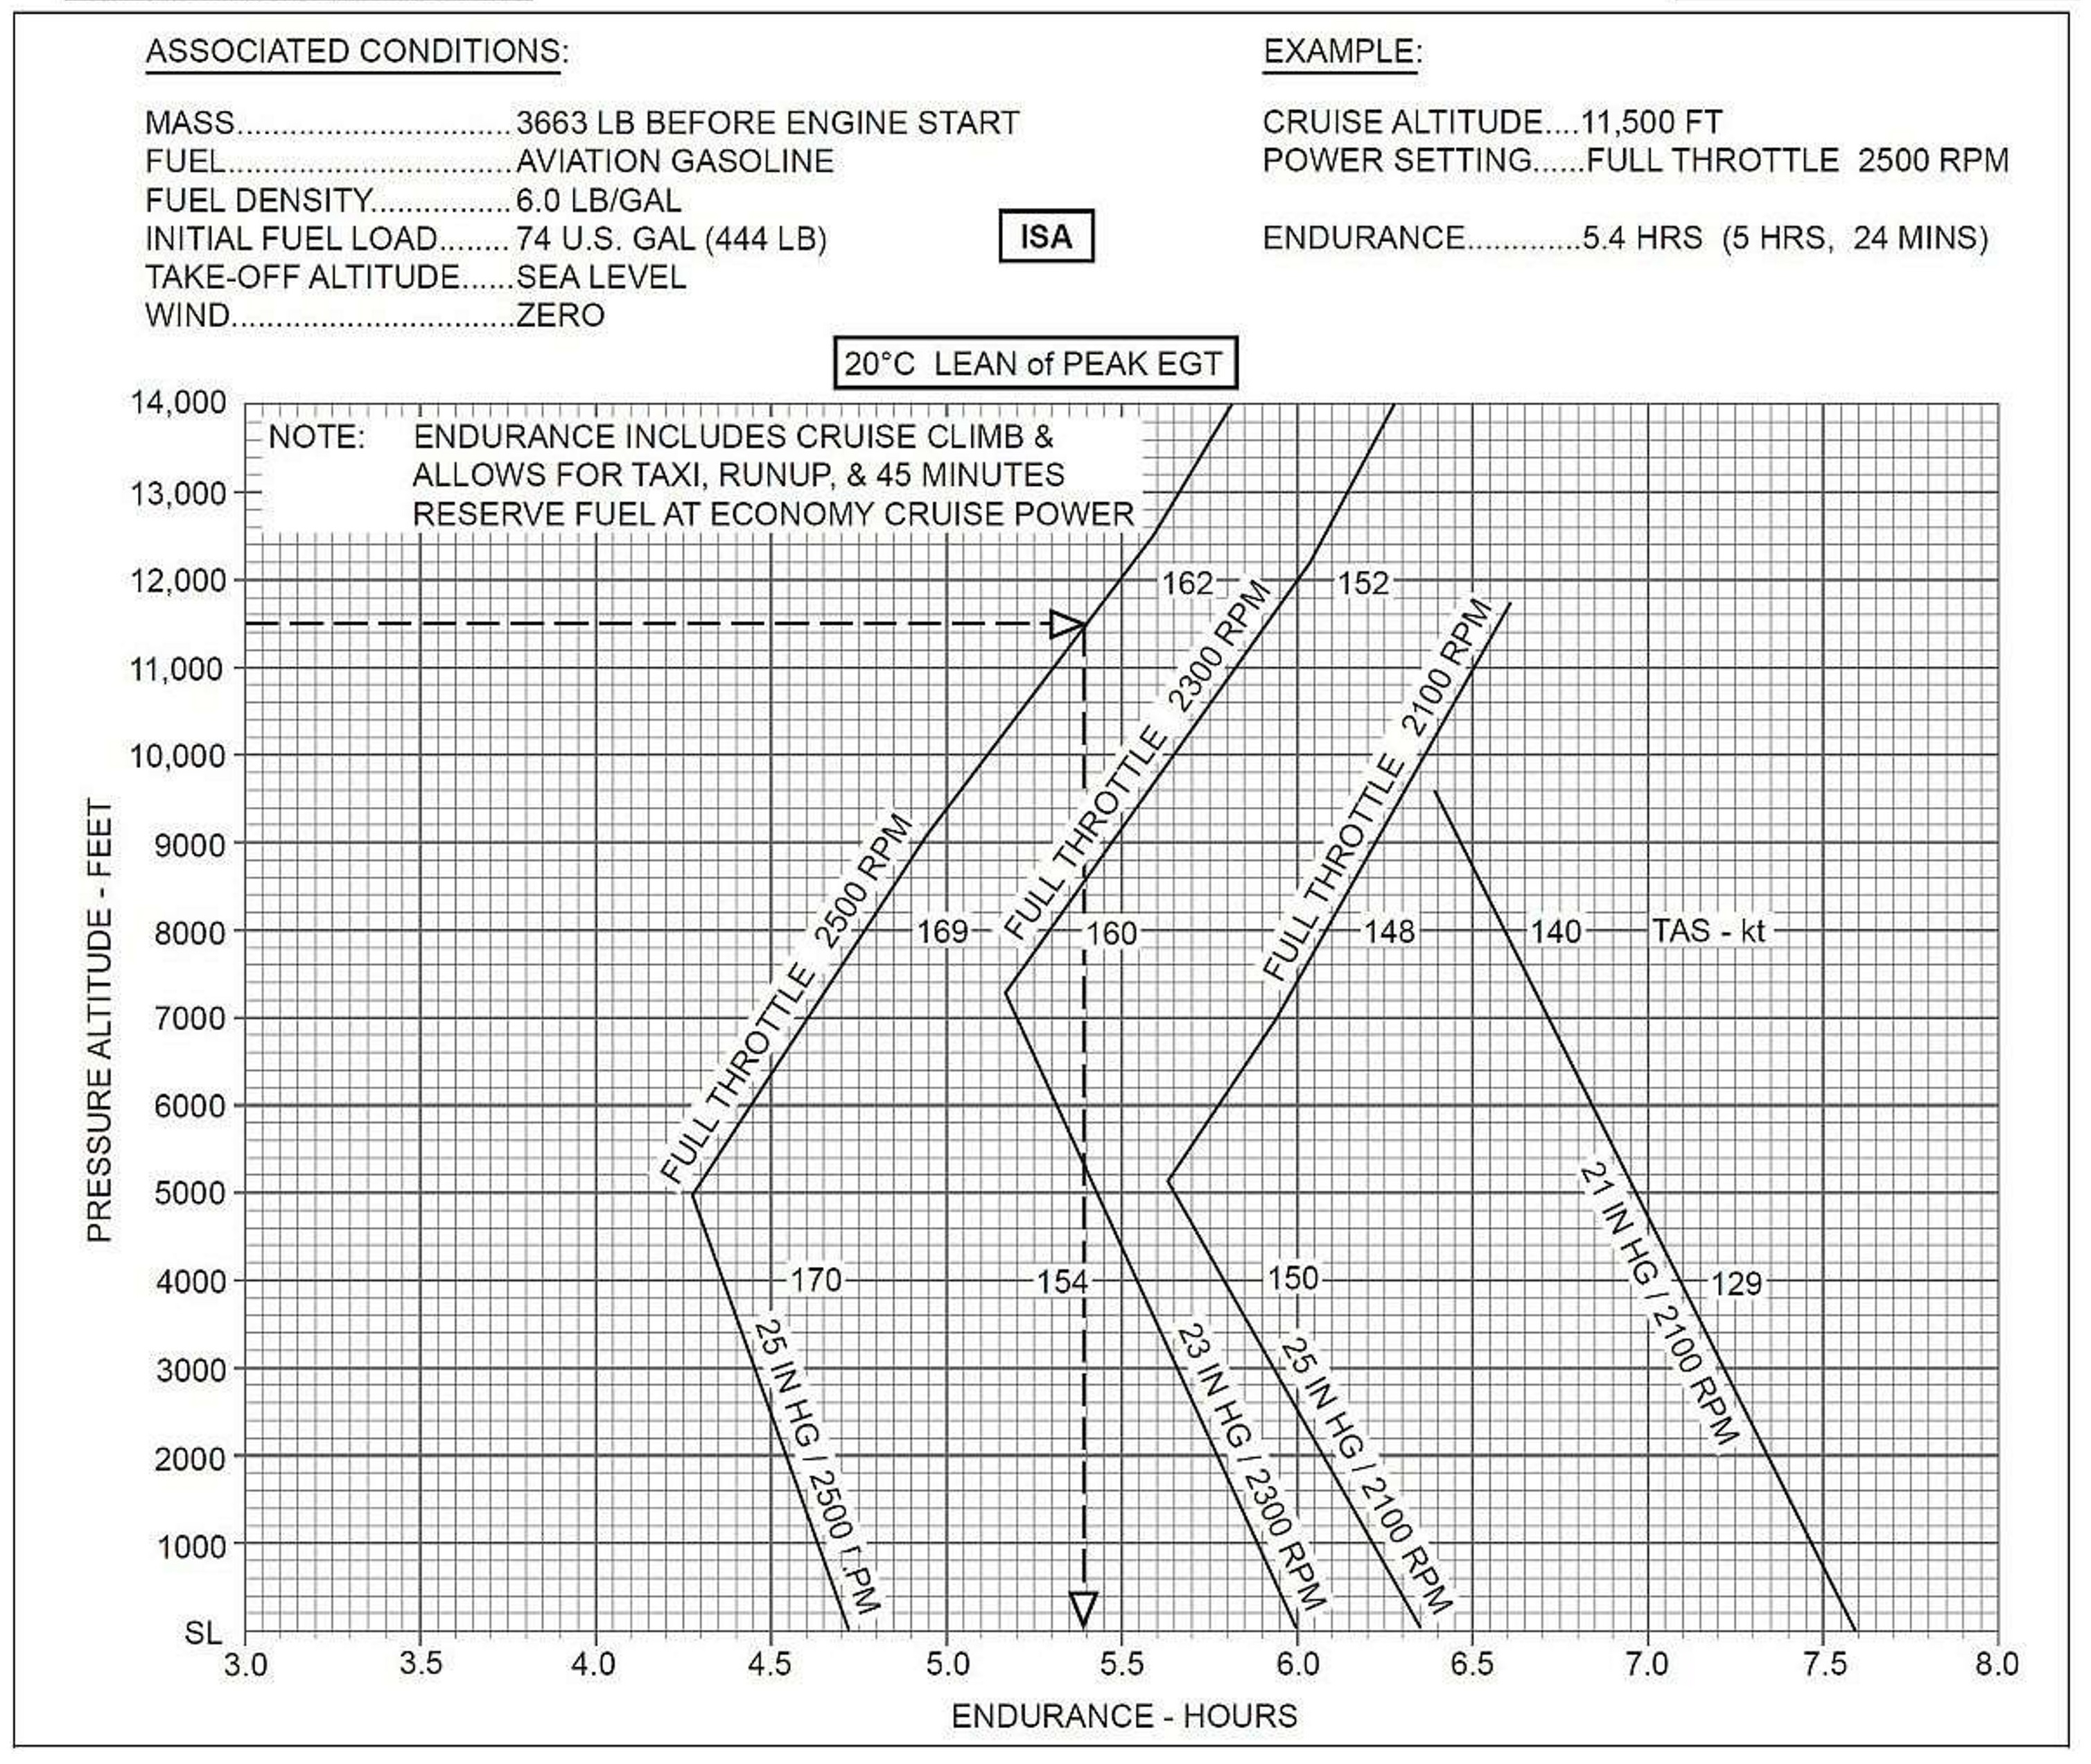 ASSOCIATED CONDITIONS:
MASS...............................3663 LB BEFORE ENGINE START
FUEL................................AVIATION GASOLINE
FUEL DENSITY................6.0 LB/GAL
INITIAL FUEL LOAD........74 U.S. GAL (444 LB)
TAKE-OFF ALTITUDE......SEA LEVEL
WIND................................ZERO
ISA
EXAMPLE:
CRUISE ALTITUDE....11,500 FT
POWER SETTING......FULL THROTTLE 2500 RPM
ENDURANCE.............5.4 HRS (5 HRS, 24 MINS)
20°C LEAN of PEAK EGT
NOTE: ENDURANCE INCLUDES CRUISE CLIMB &
ALLOWS FOR TAXI, RUNUP, & 45 MINUTES
RESERVE FUEL AT ECONOMY CRUISE POWER
PRESSURE ALTITUDE - FEET
14,000
13,000
12,000
11,000
10,000
9000
8000
7000
6000
5000
4000
3000
2000
1000
SL
162
152
FULL THROTTLE 2500 RPM
FULL THROTTLE 2300 RPM
FULL THROTTLE 2100 RPM
169
160
148
140
TAS - kt
170
154
150
129
25 IN HG / 2500 RPM
23 IN HG / 2300 RPM
25 IN HG / 2100 RPM
21 IN HG / 2100 RPM
3.0 3.5 4.0 4.5 5.0 5.5 6.0 6.5 7.0 7.5 8.0
ENDURANCE - HOURS